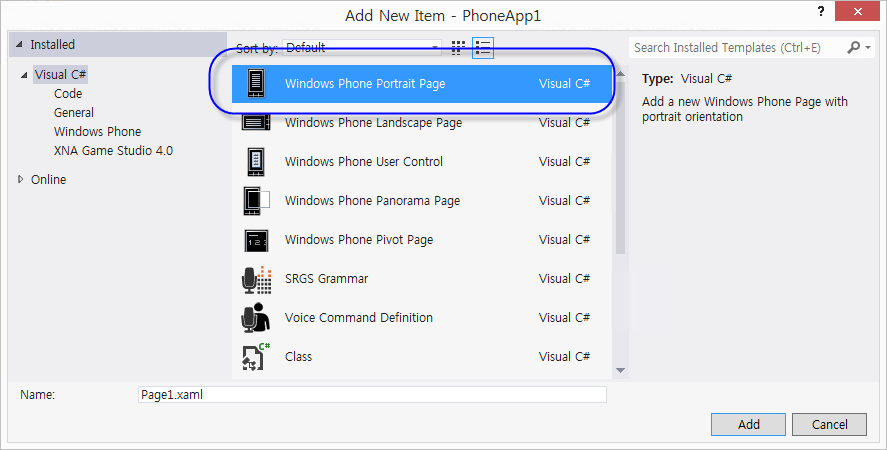 Add New Item - PhoneApp1
?
Installed
Sort by: Default
Search Installed Templates (Ctrl+E)
Visual C#
Code
General
Windows Phone
XNA Game Studio 4.0
Online
Windows Phone Portrait Page Visual C#
Windows Phone Landscape Page Visual C#
Windows Phone User Control Visual C#
Windows Phone Panorama Page Visual C#
Windows Phone Pivot Page Visual C#
SRGS Grammar Visual C#
Voice Command Definition Visual C#
Class Visual C#
Type: Visual C#
Add a new Windows Phone Page with
portrait orientation
Name: Page1.xaml
Add Cancel